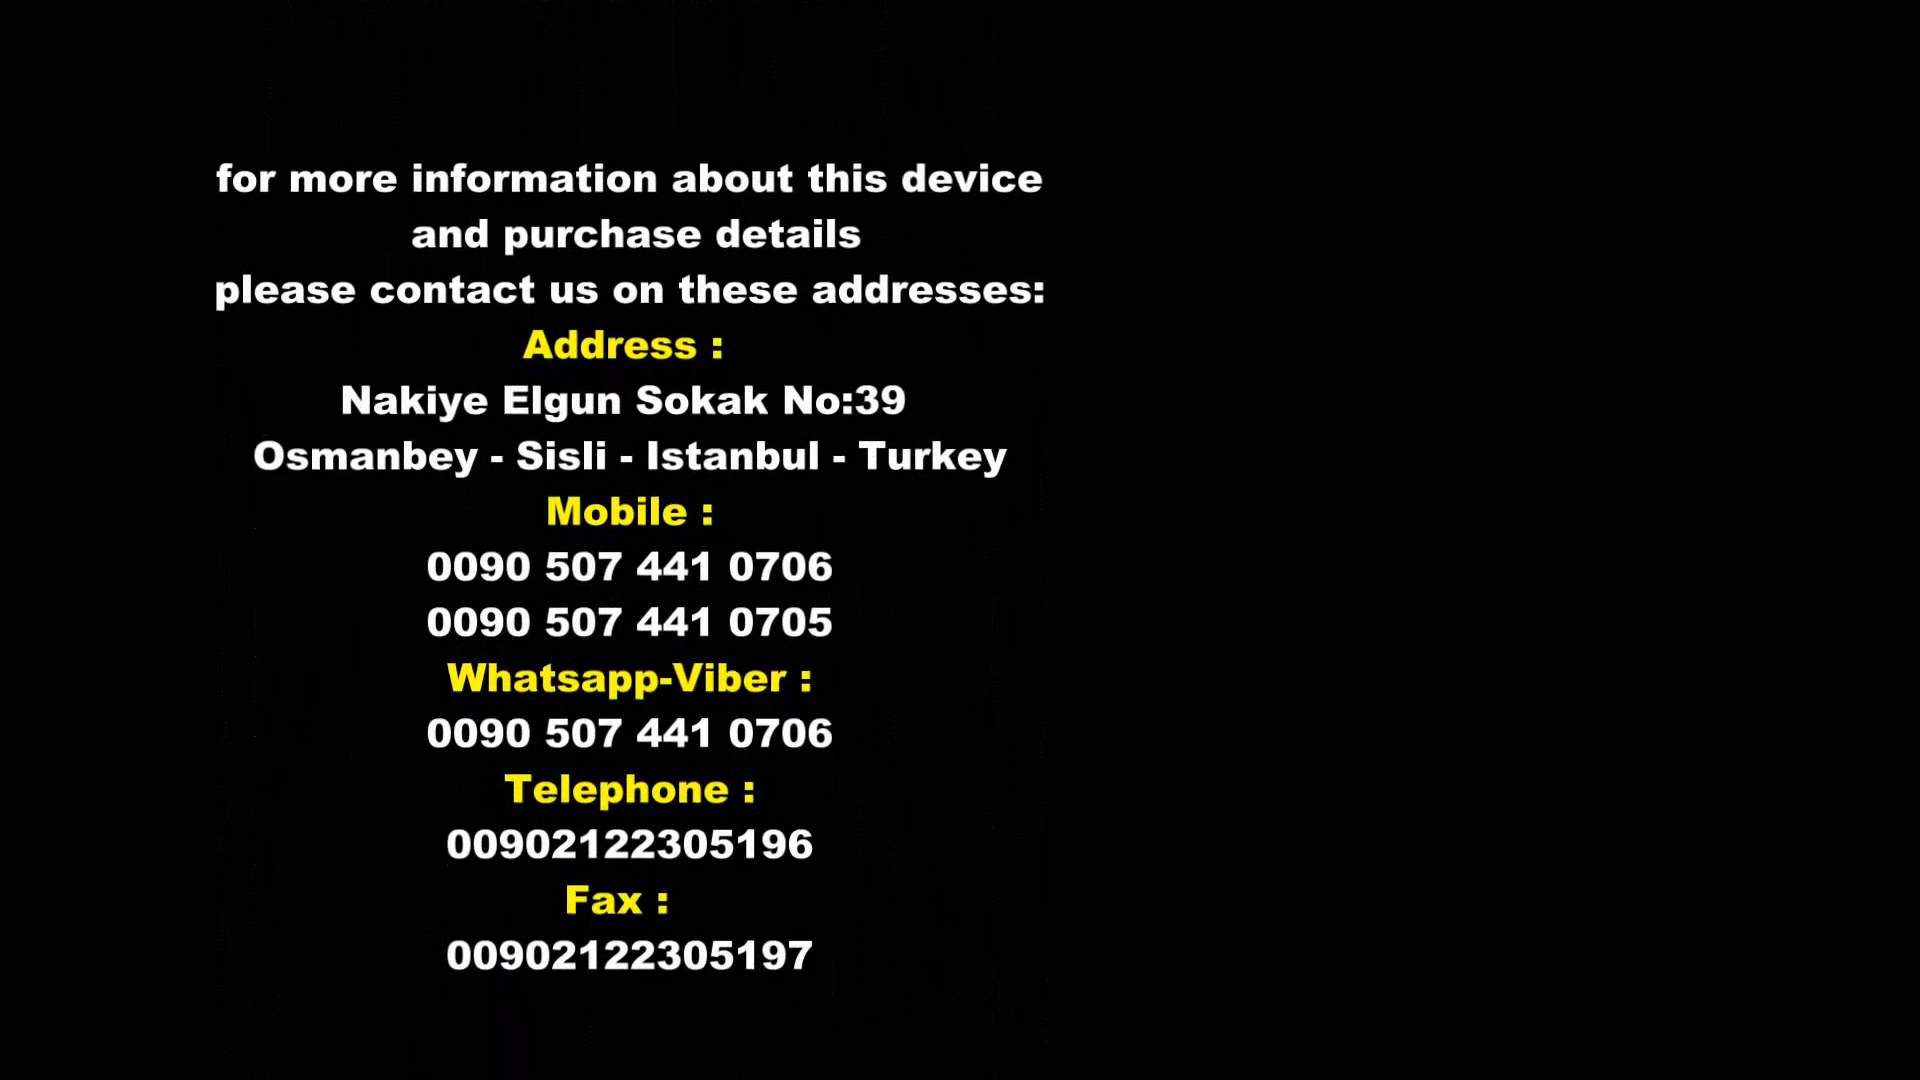 for more information about this device
and purchase details
please contact us on these addresses:
Address :
Nakiye Elgun Sokak No:39
Osmanbey - Sisli - Istanbul - Turkey
Mobile :
0090 507 441 0706
0090 507 441 0705
Whatsapp-Viber :
0090 507 441 0706
Telephone :
00902122305196
Fax :
00902122305197